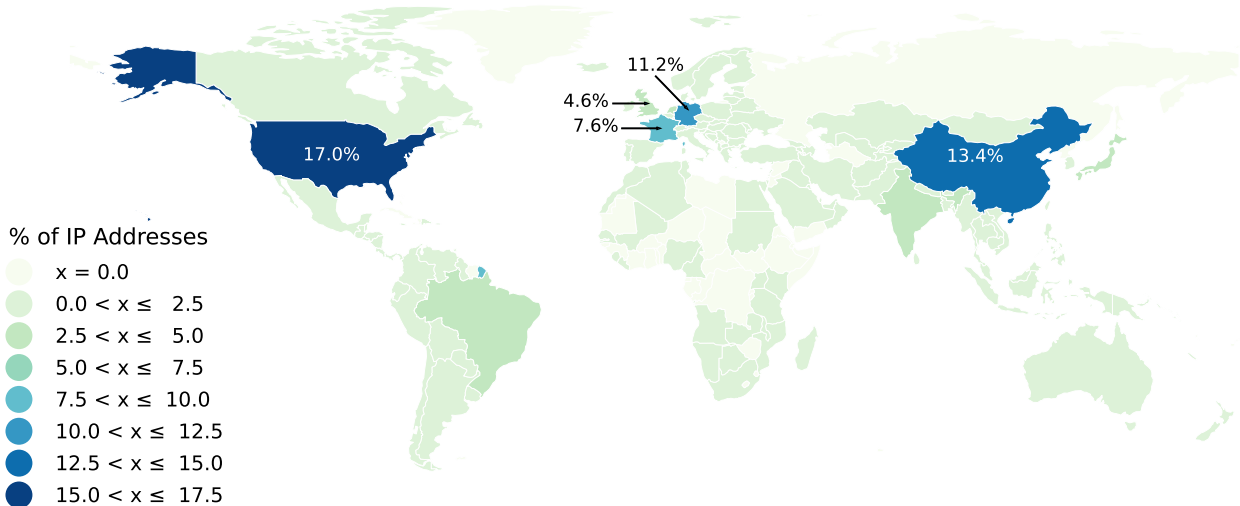 11.2%
4.6%
7.6%
17.0%
13.4%
% of IP Addresses
x = 0.0
0.0 < x ≤ 2.5
2.5 < x ≤ 5.0
5.0 < x ≤ 7.5
7.5 < x ≤ 10.0
10.0 < x ≤ 12.5
12.5 < x ≤ 15.0
15.0 < x ≤ 17.5